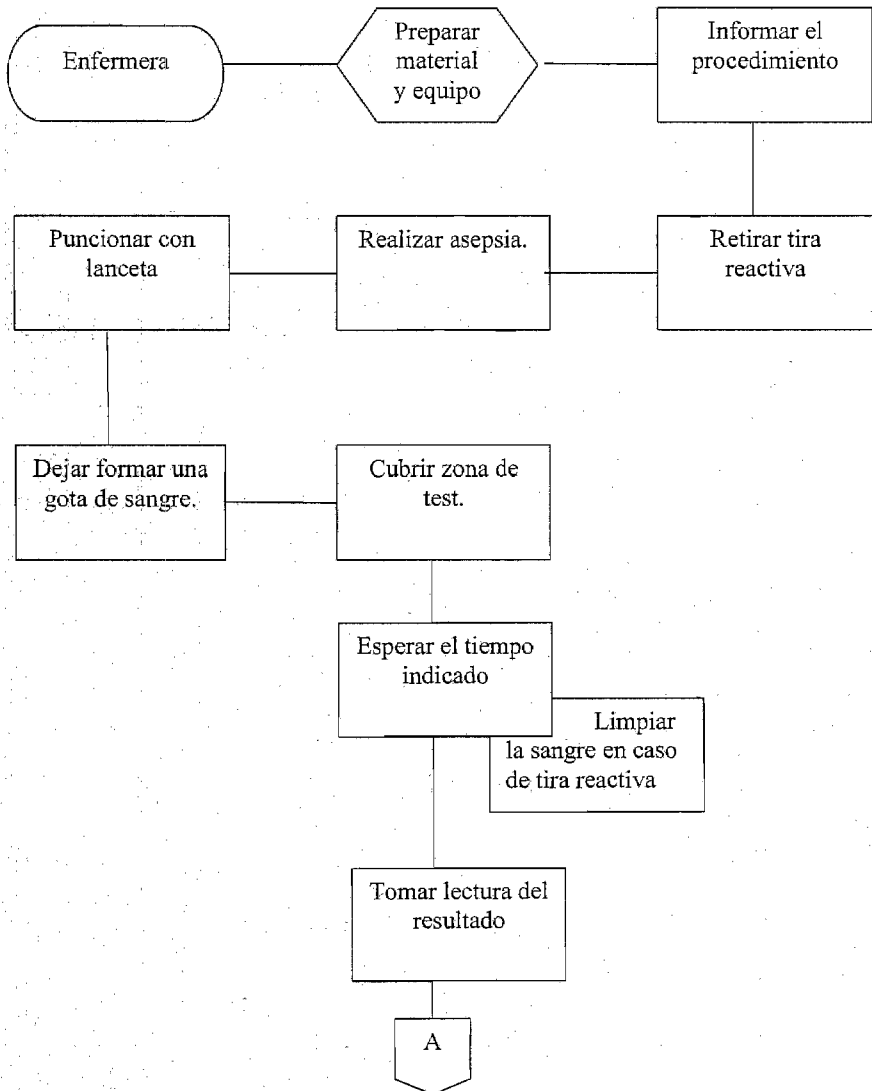 Enfermera
Preparar
material
y equipo
Informar el
procedimiento
Retirar tira
reactiva
Realizar asepsia.
Puncionar con
lanceta
Dejar formar una
gota de sangre.
Cubrir zona de
test.
Esperar el tiempo
indicado
Limpiar
la sangre en caso
de tira reactiva
Tomar lectura del
resultado
A